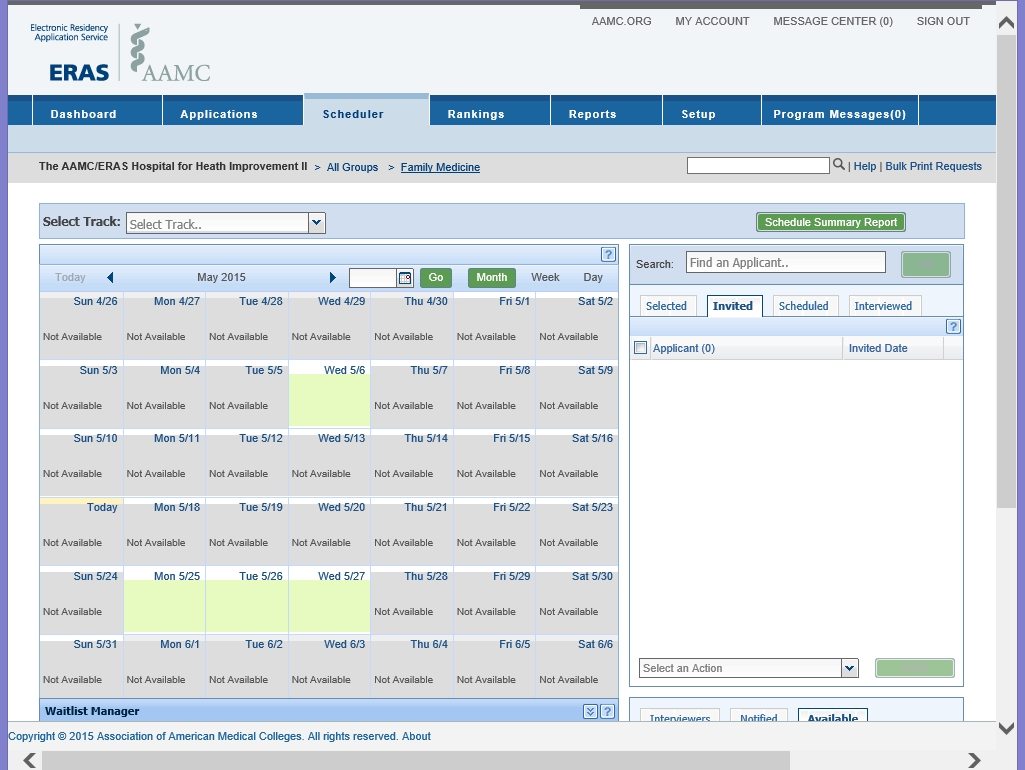 AAMC.ORG MY ACCOUNT MESSAGE CENTER (0) SIGN OUT
Electronic Residency
Application Service
ERAS
AAMC
Dashboard Applications Scheduler Rankings Reports Setup Program Messages(0)
The AAMC/ERAS Hospital for Heath Improvement II > All Groups > Family Medicine | Help | Bulk Print Requests
Select Track: Select Track.. Schedule Summary Report
?
Today May 2015 Go Month Week Day
Sun 4/26 Mon 4/27 Tue 4/28 Wed 4/29 Thu 4/30 Fri 5/1 Sat 5/2
Not Available Not Available Not Available Not Available Not Available Not Available Not Available
Sun 5/3 Mon 5/4 Tue 5/5 Wed 5/6 Thu 5/7 Fri 5/8 Sat 5/9
Not Available Not Available Not Available Not Available Not Available Not Available
Sun 5/10 Mon 5/11 Tue 5/12 Wed 5/13 Thu 5/14 Fri 5/15 Sat 5/16
Not Available Not Available Not Available Not Available Not Available Not Available Not Available
Today Mon 5/18 Tue 5/19 Wed 5/20 Thu 5/21 Fri 5/22 Sat 5/23
Not Available Not Available Not Available Not Available Not Available Not Available Not Available
Sun 5/24 Mon 5/25 Tue 5/26 Wed 5/27 Thu 5/28 Fri 5/29 Sat 5/30
Not Available Not Available Not Available Not Available
Sun 5/31 Mon 6/1 Tue 6/2 Wed 6/3 Thu 6/4 Fri 6/5 Sat 6/6
Not Available Not Available Not Available Not Available Not Available Not Available Not Available
Waitlist Manager ?
Search: Find an Applicant..
Selected Invited Scheduled Interviewed
?
Applicant (0) Invited Date
Select an Action
Interviewers Notified Available
Copyright © 2015 Association of American Medical Colleges. All rights reserved. About